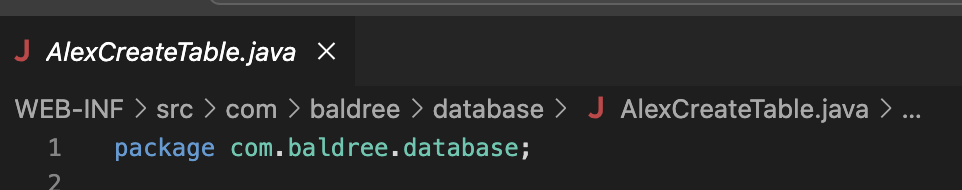 J AlexCreateTable.java ×
WEB-INF > src > com > baldree > database > J AlexCreateTable.java > ...
1 package com.baldree.database;
2